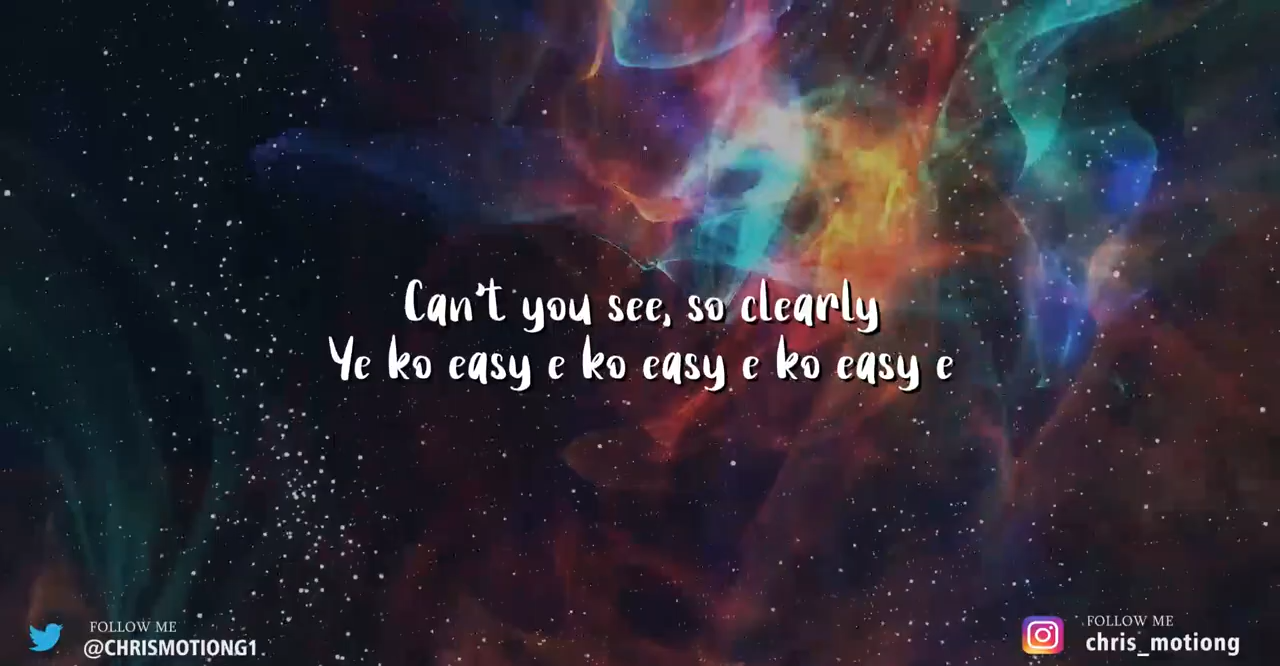 Can't you see, so clearly
Ye ko easy e ko easy e ko easy e
FOLLOW ME
@CHRISMOTIONG1
FOLLOW ME
chris_motiong